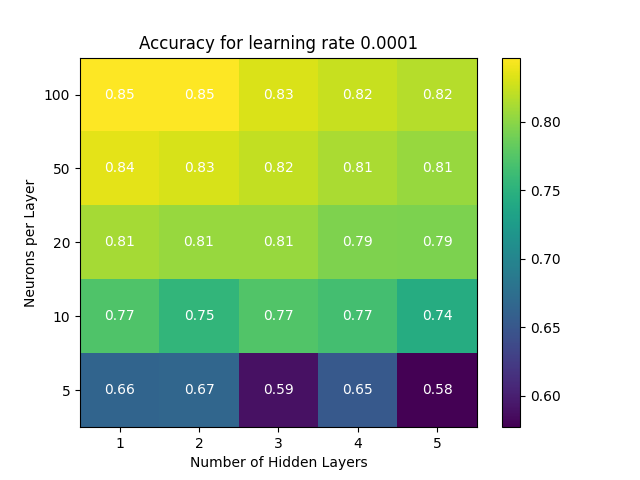 Accuracy for learning rate 0.0001
100 0.85 0.85 0.83 0.82 0.82
50 0.84 0.83 0.82 0.81 0.81
20 0.81 0.81 0.81 0.79 0.79
10 0.77 0.75 0.77 0.77 0.74
5 0.66 0.67 0.59 0.65 0.58
1 2 3 4 5
Number of Hidden Layers
Neurons per Layer
0.80
0.75
0.70
0.65
0.60